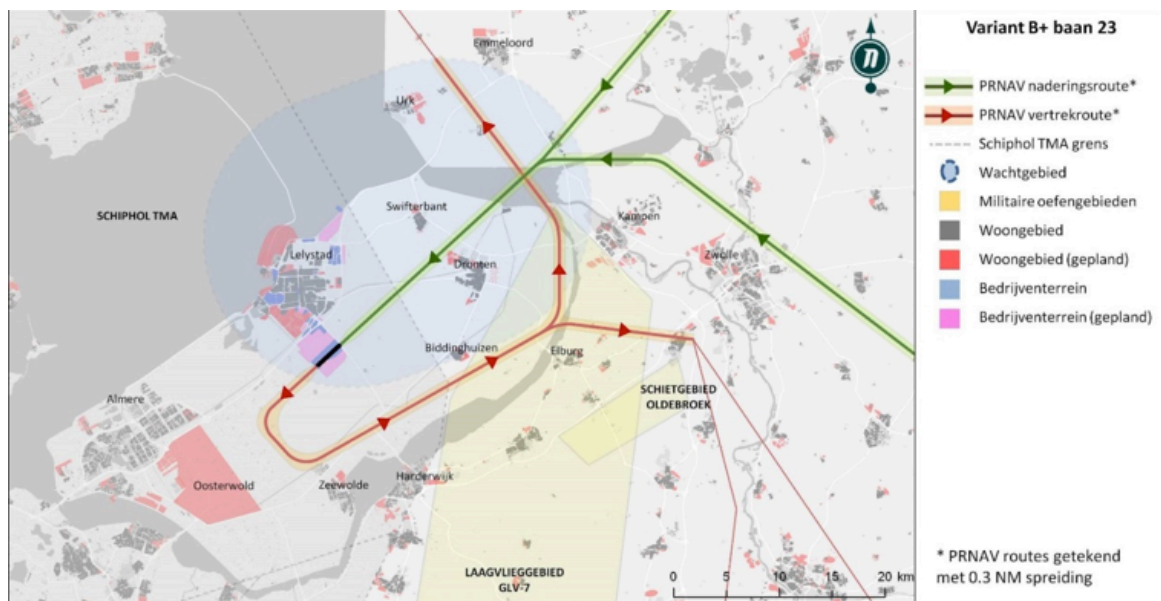 Variant B+ baan 23
PRNAV naderingsroute*
PRNAV vertrekroute*
Schiphol TMA grens
Wachtgebied
Militaire oefengebieden
Woongebied
Woongebied (gepland)
Bedrijventerrein
Bedrijventerrein (gepland)
* PRNAV routes getekend
met 0.3 NM spreiding
Emmeloord
Urk
SCHIPHOL TMA
Swifterbant
Kampen
Lelystad
Dronten
Zwolle
Biddinghuizen
Elburg
SCHIETGEBIED
OLDEBROEK
Almere
Oosterwold
Zeewolde
Harderwijk
LAAGVLIEGGEBIED
GLV-7
0 5 10 20 km